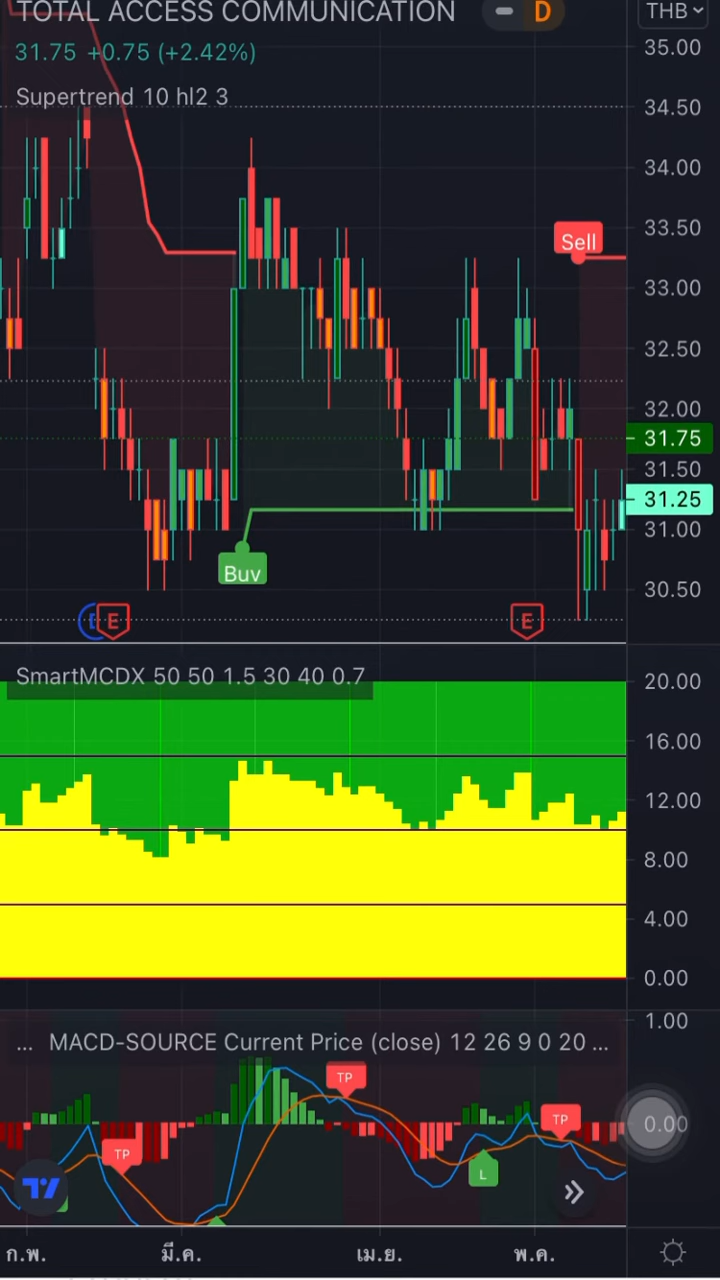 TOTAL ACCESS COMMUNICATION
D
THB
31.75 +0.75 (+2.42%)
Supertrend 10 hl2 3
35.00
34.50
34.00
33.50
Sell
33.00
32.50
32.00
31.75
31.50
31.25
31.00
Buy
30.50
E
E
SmartMCDX 50 50 1.5 30 40 0.7
20.00
16.00
12.00
8.00
4.00
0.00
1.00
... MACD-SOURCE Current Price (close) 12 26 9 0 20 ...
TP
TP
TP
0.00
L
ก.พ.
มี.ค.
เม.ย.
พ.ค.